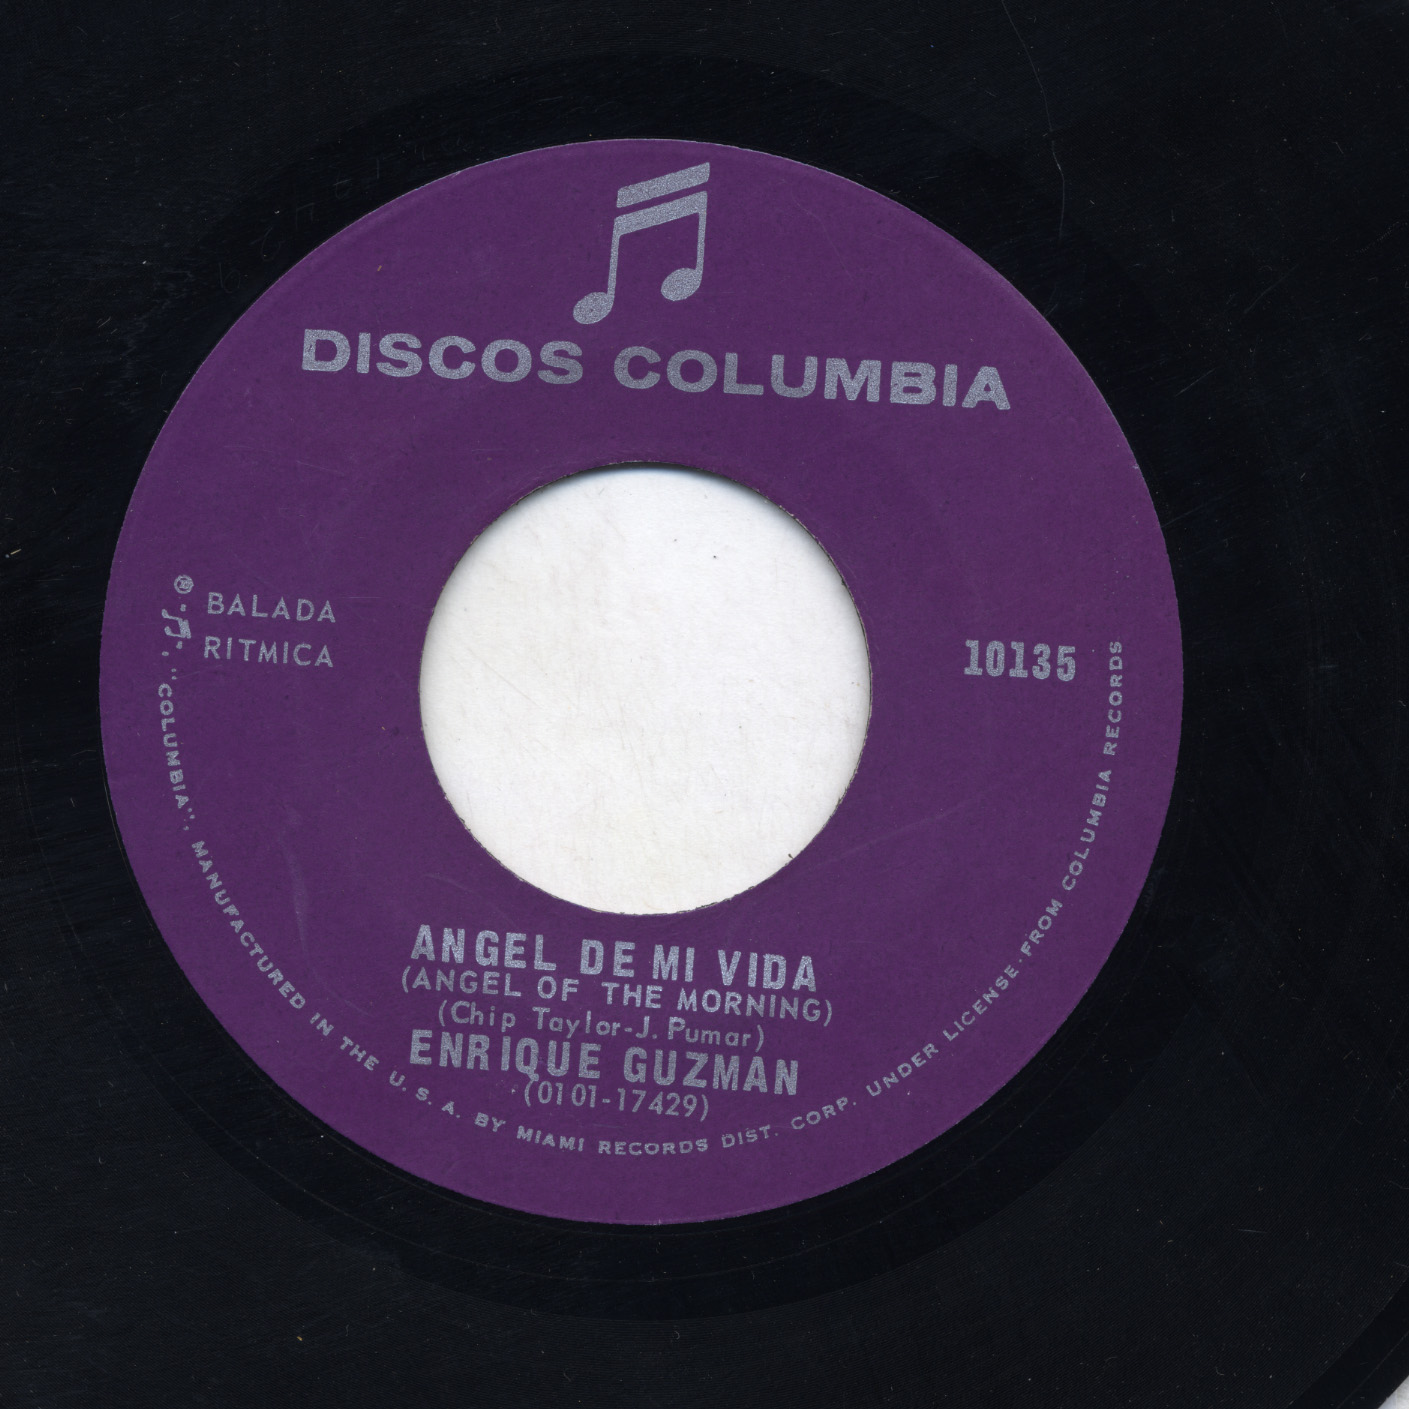 DISCOS COLUMBIA
BALADA
RITMICA
10135
ANGEL DE MI VIDA
(ANGEL OF THE MORNING)
(Chip Taylor-J. Pumar)
ENRIQUE GUZMAN
(0101-17429)
"COLUMBIA", MANUFACTURED IN THE U. S. A. BY MIAMI RECORDS DIST. CORP. UNDER LICENSE FROM COLUMBIA RECORDS